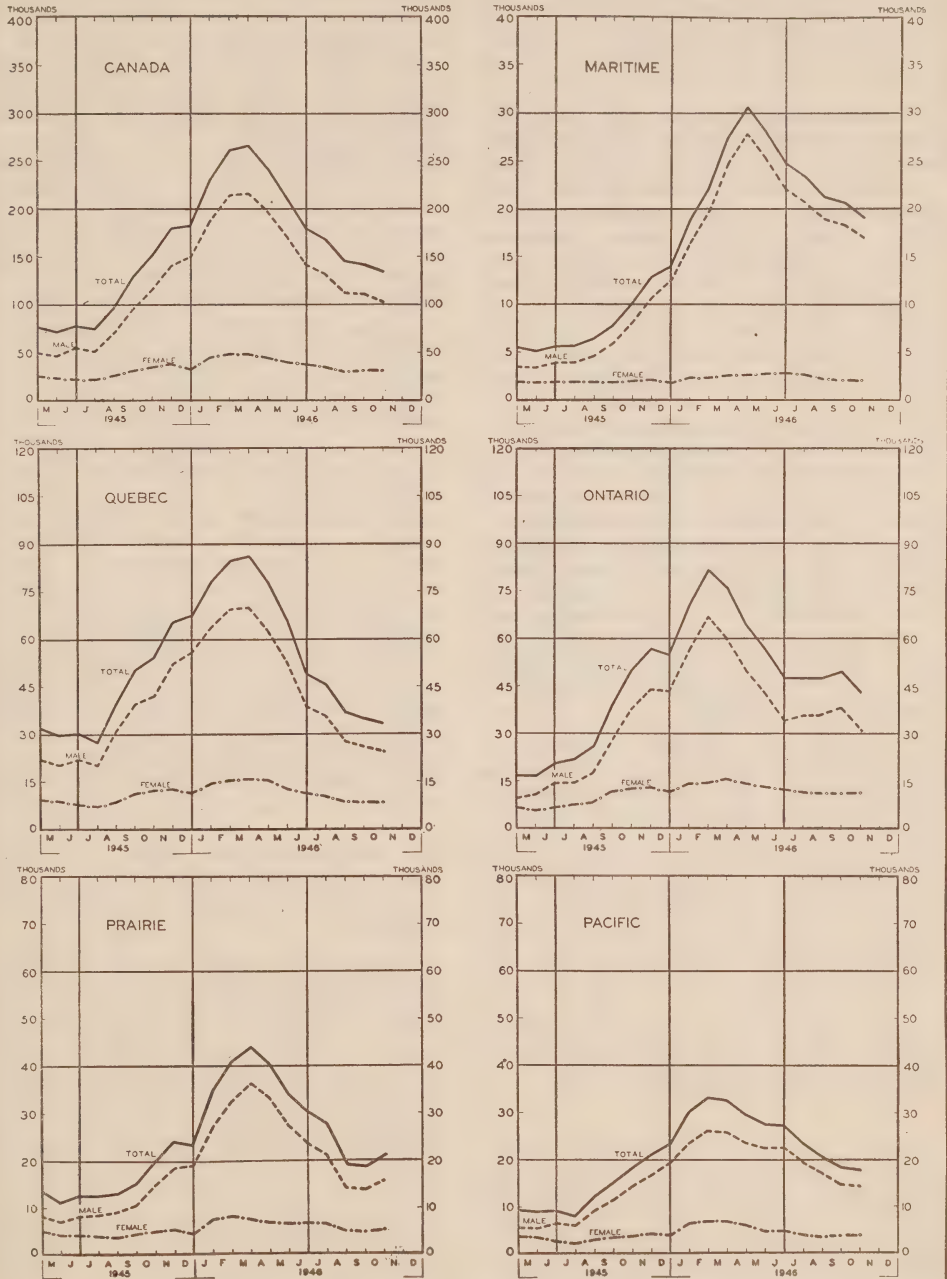 THOUSANDS THOUSANDS
400 400
350 CANADA 350
300 300
250 250
200 200
150 150
TOTAL
100 100
MALE
50 FEMALE 50
0 0
M J J A S O N D J F M A M J J A S O N D
1945 1946
THOUSANDS THOUSANDS
40 40
35 MARITIME 35
30 30
25 25
20 20
15 15
TOTAL
10 10
MALE
5 FEMALE 5
0 0
M J J A S O N D J F M A M J J A S O N D
1945 1946
THOUSANDS THOUSANDS
120 120
105 QUEBEC 105
90 90
75 75
60 60
TOTAL
45 45
30 30
MALE
15 FEMALE 15
0 0
M J J A S O N D J F M A M J J A S O N D
1945 1946
THOUSANDS THOUSANDS
120 120
105 ONTARIO 105
90 90
75 75
60 60
TOTAL
45 45
30 30
MALE
15 FEMALE 15
0 0
M J J A S O N D J F M A M J J A S O N D
1945 1946
THOUSANDS THOUSANDS
80 80
70 PRAIRIE 70
60 60
50 50
40 40
30 30
TOTAL
20 20
10 MALE 10
FEMALE
0 0
M J J A S O N D J F M A M J J A S O N D
1945 1946
THOUSANDS THOUSANDS
80 80
70 PACIFIC 70
60 60
50 50
40 40
30 30
TOTAL
20 20
10 10
MALE
FEMALE
0 0
M J J A S O N D J F M A M J J A S O N D
1945 1946